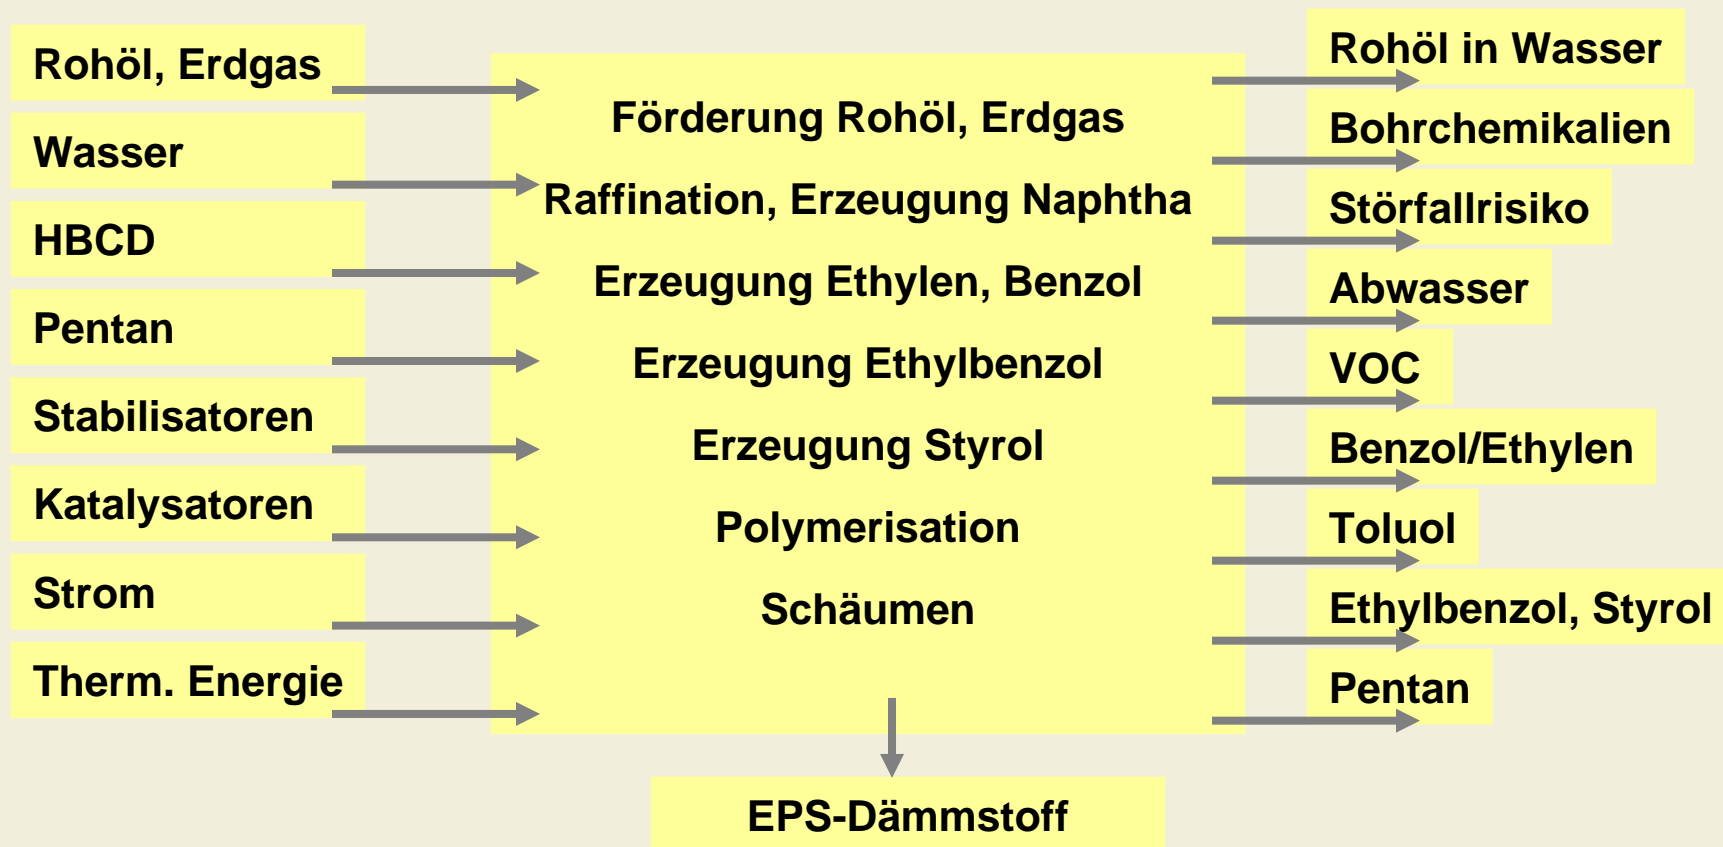 Rohöl, Erdgas
Wasser
HBCD
Pentan
Stabilisatoren
Katalysatoren
Strom
Therm. Energie
Förderung Rohöl, Erdgas
Raffination, Erzeugung Naphtha
Erzeugung Ethylen, Benzol
Erzeugung Ethylbenzol
Erzeugung Styrol
Polymerisation
Schäumen
Rohöl in Wasser
Bohrchemikalien
Störfallrisiko
Abwasser
VOC
Benzol/Ethylen
Toluol
Ethylbenzol, Styrol
Pentan
EPS-Dämmstoff